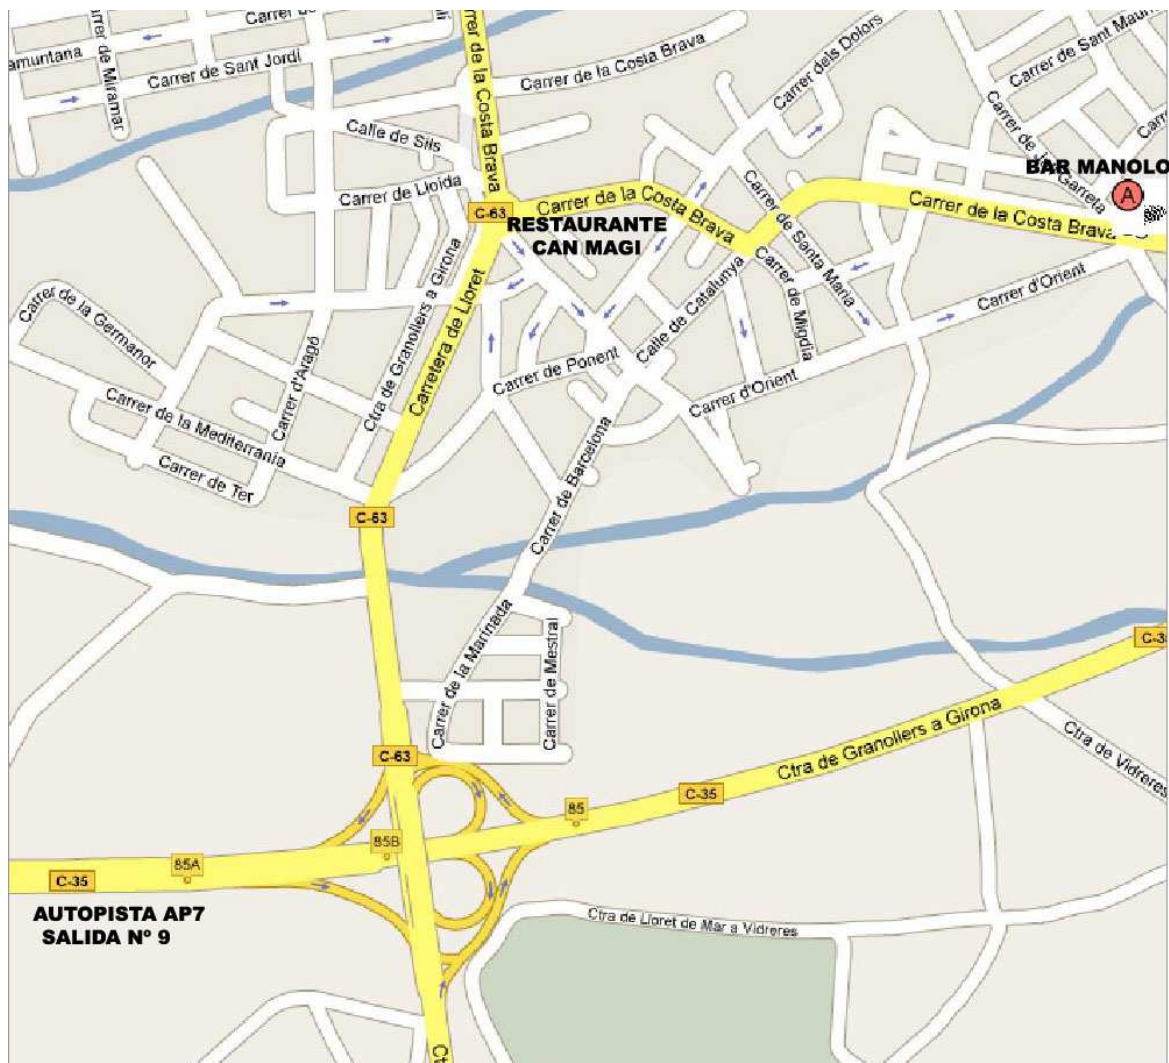 Carrer de Miramar
Carrer de Sant Jordi
Carrer de la Costa Brava
Carrer de la Costa Brava
Carrer dels Dolors
Carrer de Sant
Calle de Sils
Carrer de Lloida
C-63
Carrer de la Costa Brava
RESTAURANTE
CAN MAGI
BAR MANOLO
A
Carrer de la Costa Brava
Carrer de Santa Maria
Carrer de Migdia
Calle de Catalunya
Carrer d'Orient
Carrer d'Orient
Carrer de Ponent
Ctra de Granollers a Girona
Carretera de Lloret
Carrer de la Germanor
Carrer d'Aragó
Carrer de la Mediterrania
Carrer de Ter
C-63
Carrer de Barcelona
Carrer de la Marinada
Carrer de Mestral
C-63
Ctra de Granollers a Girona
Ctra de Vidreres
C-35
85
85B
85A
C-35
AUTOPISTA AP7
SALIDA Nº 9
Ctra de Lloret de Mar a Vidreres